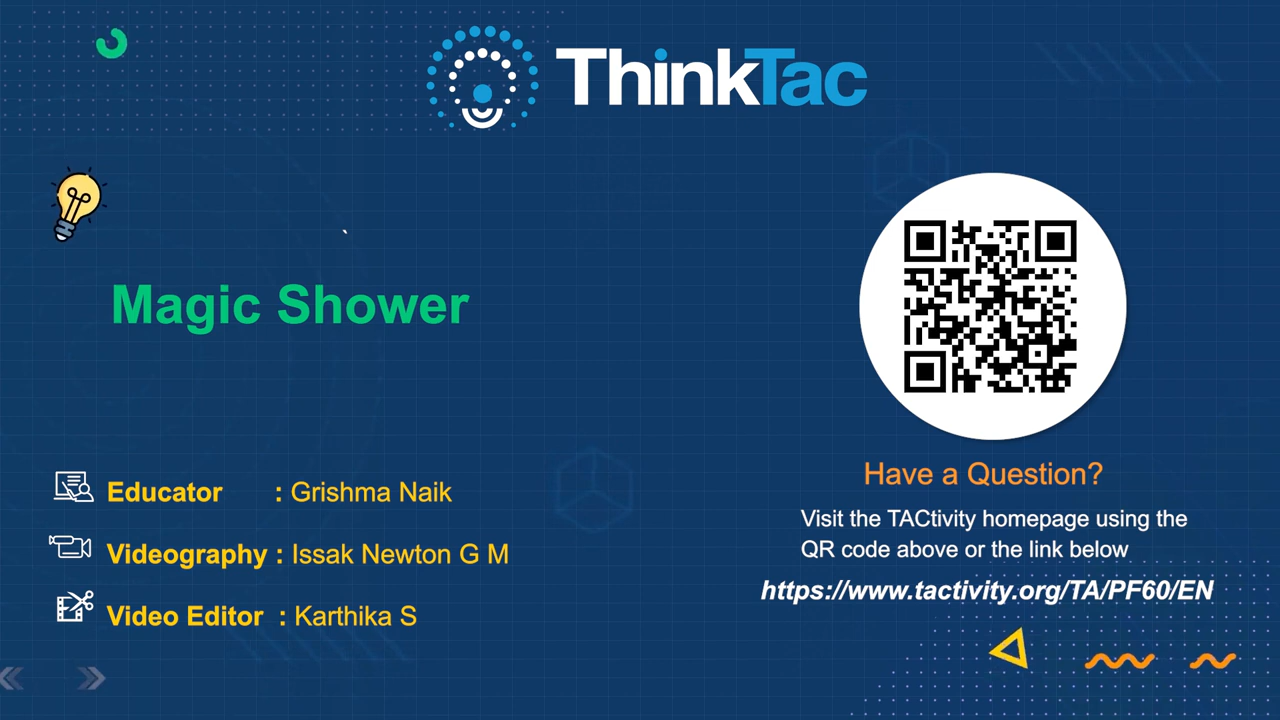 ThinkTac
Magic Shower
Educator : Grishma Naik
Videography : Issak Newton G M
Video Editor : Karthika S
Have a Question?
Visit the TACtivity homepage using the
QR code above or the link below
https://www.tactivity.org/TA/PF60/EN